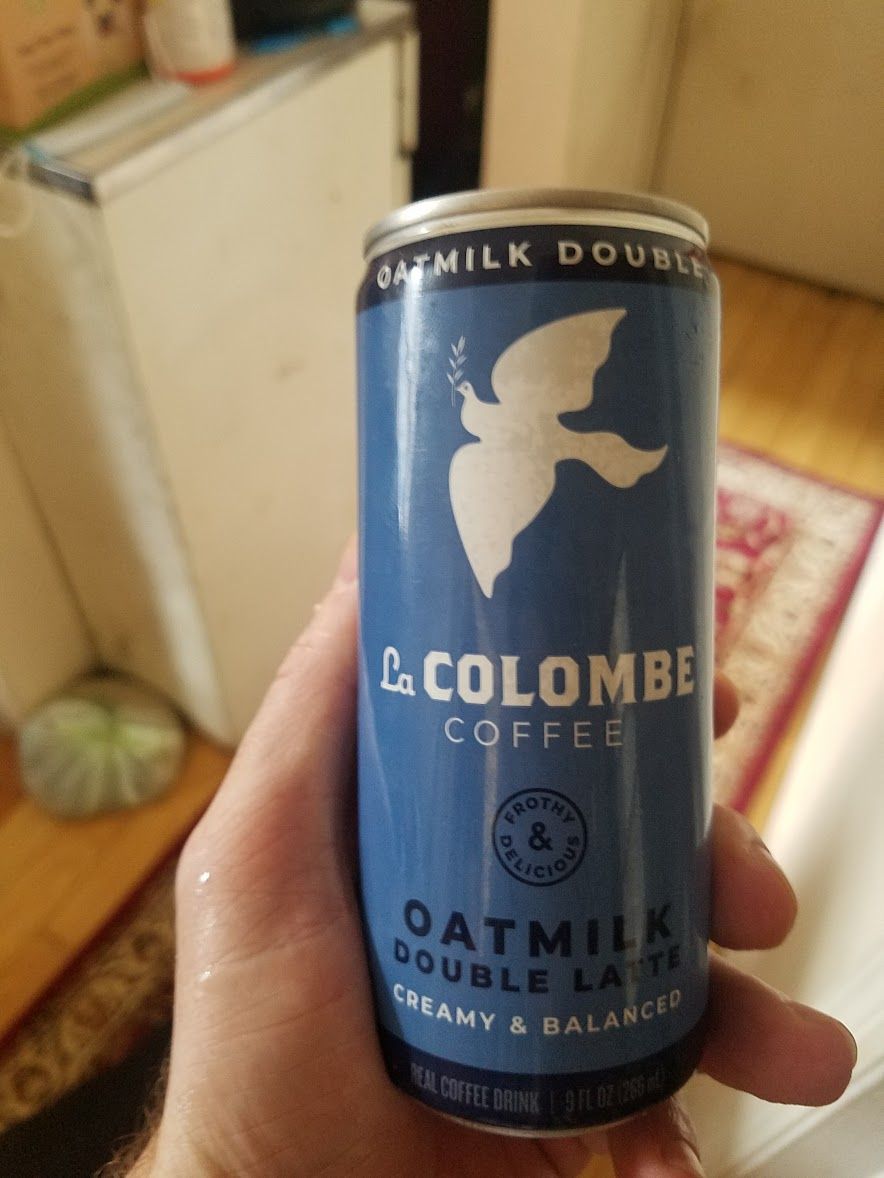 OATMILK DOUBLE
La COLOMBE
COFFEE
FROTHY
&
DELICIOUS
OATMILK
DOUBLE LATTE
CREAMY & BALANCED
REAL COFFEE DRINK | 9 FL OZ (266 mL)